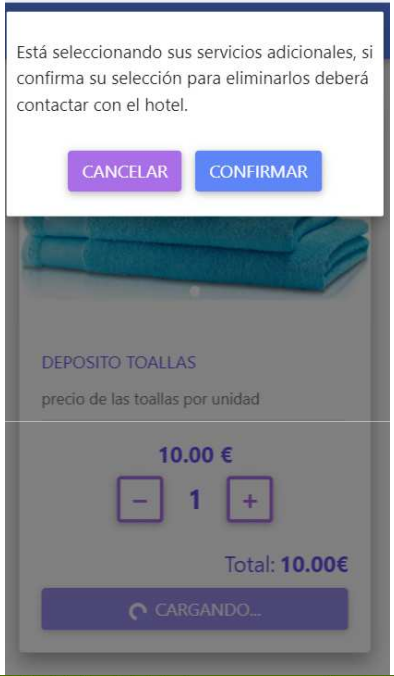 Está seleccionando sus servicios adicionales, si
confirma su selección para eliminarlos deberá
contactar con el hotel.
CANCELAR CONFIRMAR
DEPOSITO TOALLAS
precio de las toallas por unidad
10.00 €
− 1 +
Total: 10.00€
CARGANDO...